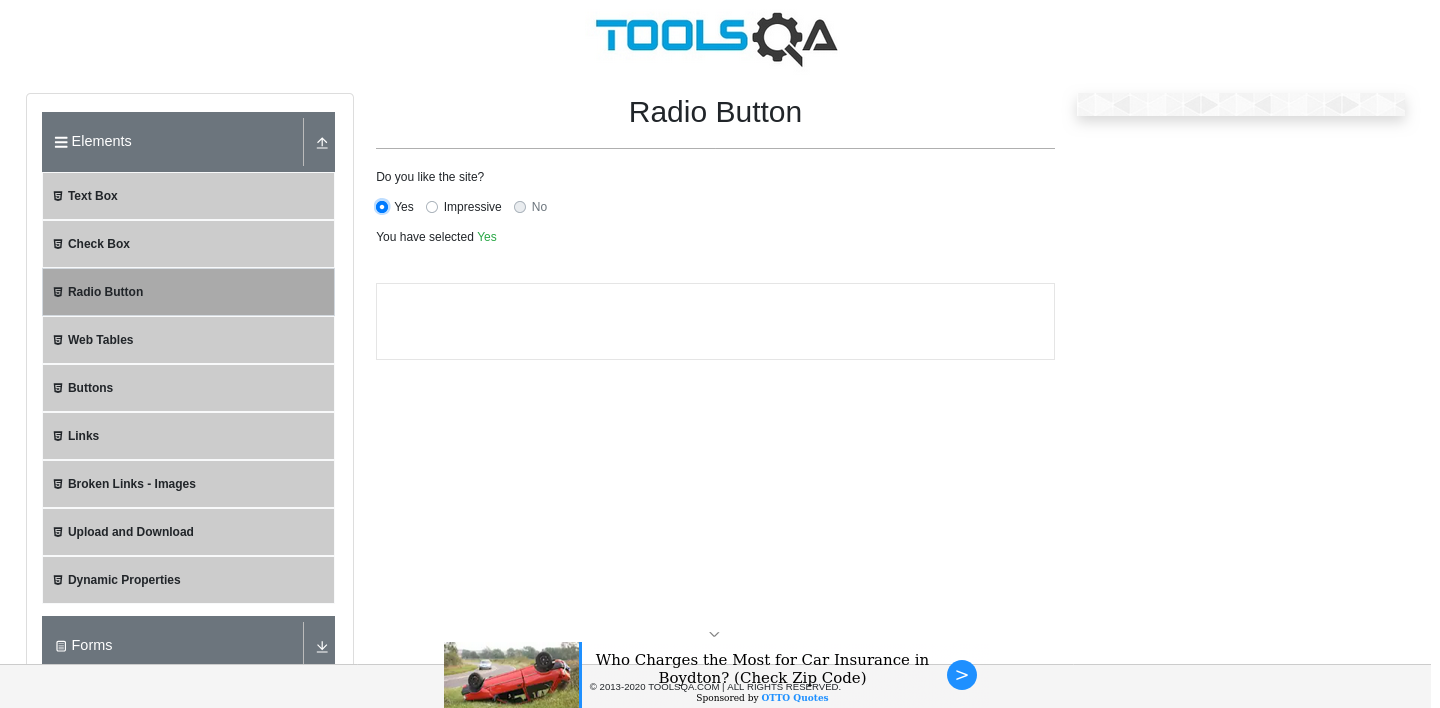 TOOLSQA
Radio Button
Elements
Text Box
Check Box
Radio Button
Web Tables
Buttons
Links
Broken Links - Images
Upload and Download
Dynamic Properties
Forms
Do you like the site?
Yes Impressive No
You have selected Yes
Who Charges the Most for Car Insurance in
Boydton? (Check Zip Code)
Sponsored by OTTO Quotes
>
© 2013-2020 TOOLSQA.COM | ALL RIGHTS RESERVED.